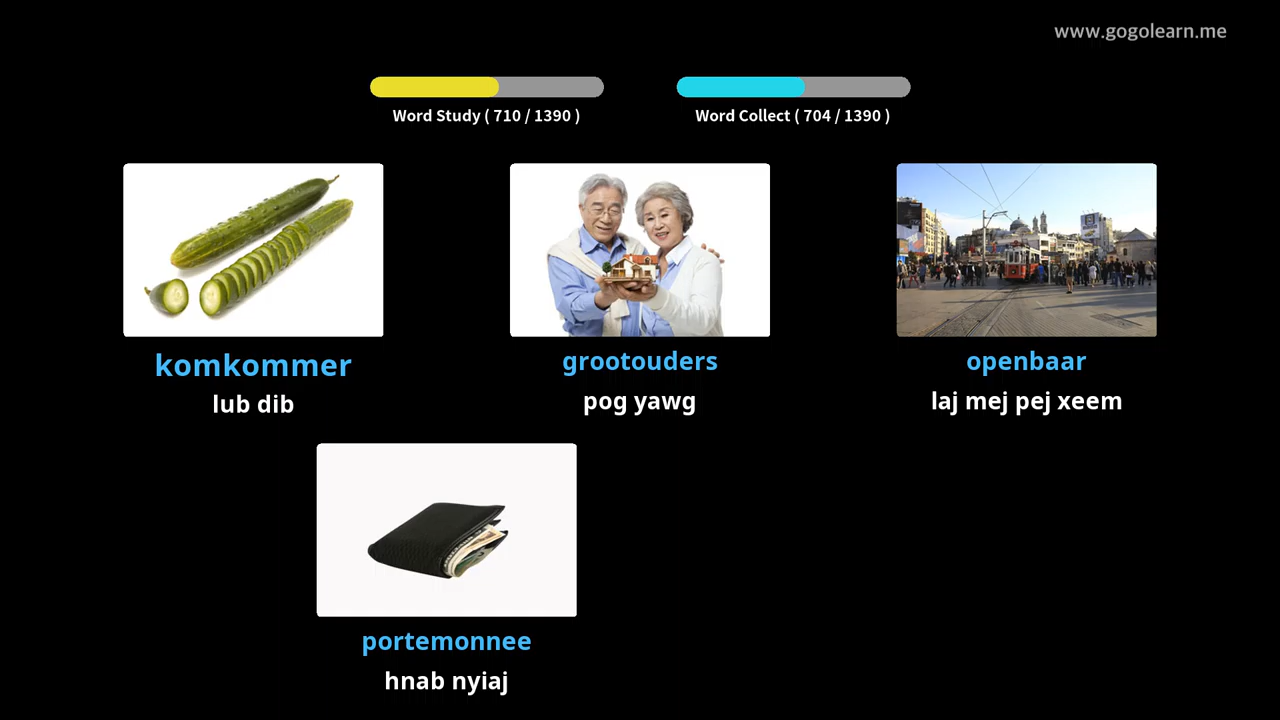 www.gogolearn.me
Word Study ( 710 / 1390 )
Word Collect ( 704 / 1390 )
komkommer
lub dib
grootouders
pog yawg
openbaar
laj mej pej xeem
portemonnee
hnab nyiaj